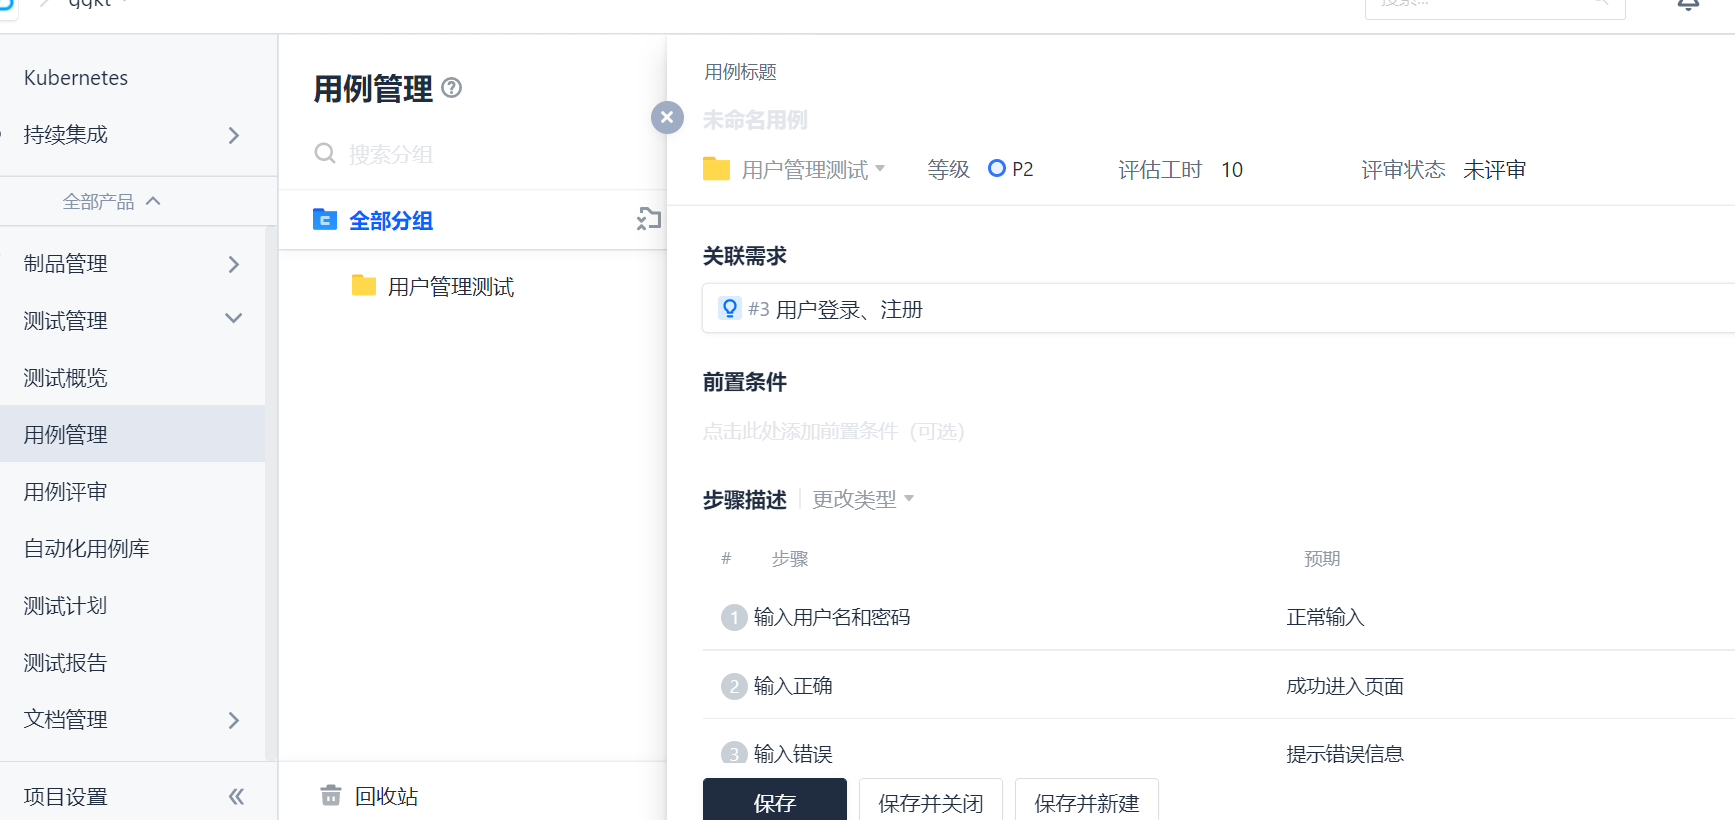 搜索...
Kubernetes
持续集成
全部产品
制品管理
测试管理
测试概览
用例管理
用例评审
自动化用例库
测试计划
测试报告
文档管理
项目设置
用例管理
搜索分组
全部分组
用户管理测试
回收站
用例标题
未命名用例
用户管理测试 等级 P2 评估工时 10 评审状态 未评审
关联需求
#3 用户登录、注册
前置条件
点击此处添加前置条件（可选）
步骤描述 更改类型
# 步骤 预期
1 输入用户名和密码 正常输入
2 输入正确 成功进入页面
3 输入错误 提示错误信息
保存 保存并关闭 保存并新建